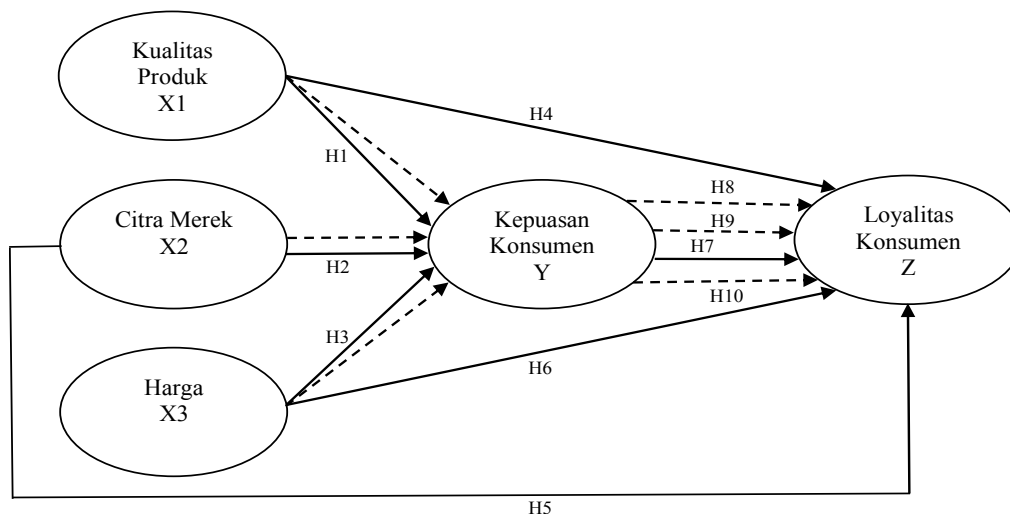 Kualitas
Produk
X1
H4
H1
Citra Merek
X2
H2
Kepuasan
Konsumen
Y
H8
H9
H7
H10
Loyalitas
Konsumen
Z
H3
H6
Harga
X3
H5